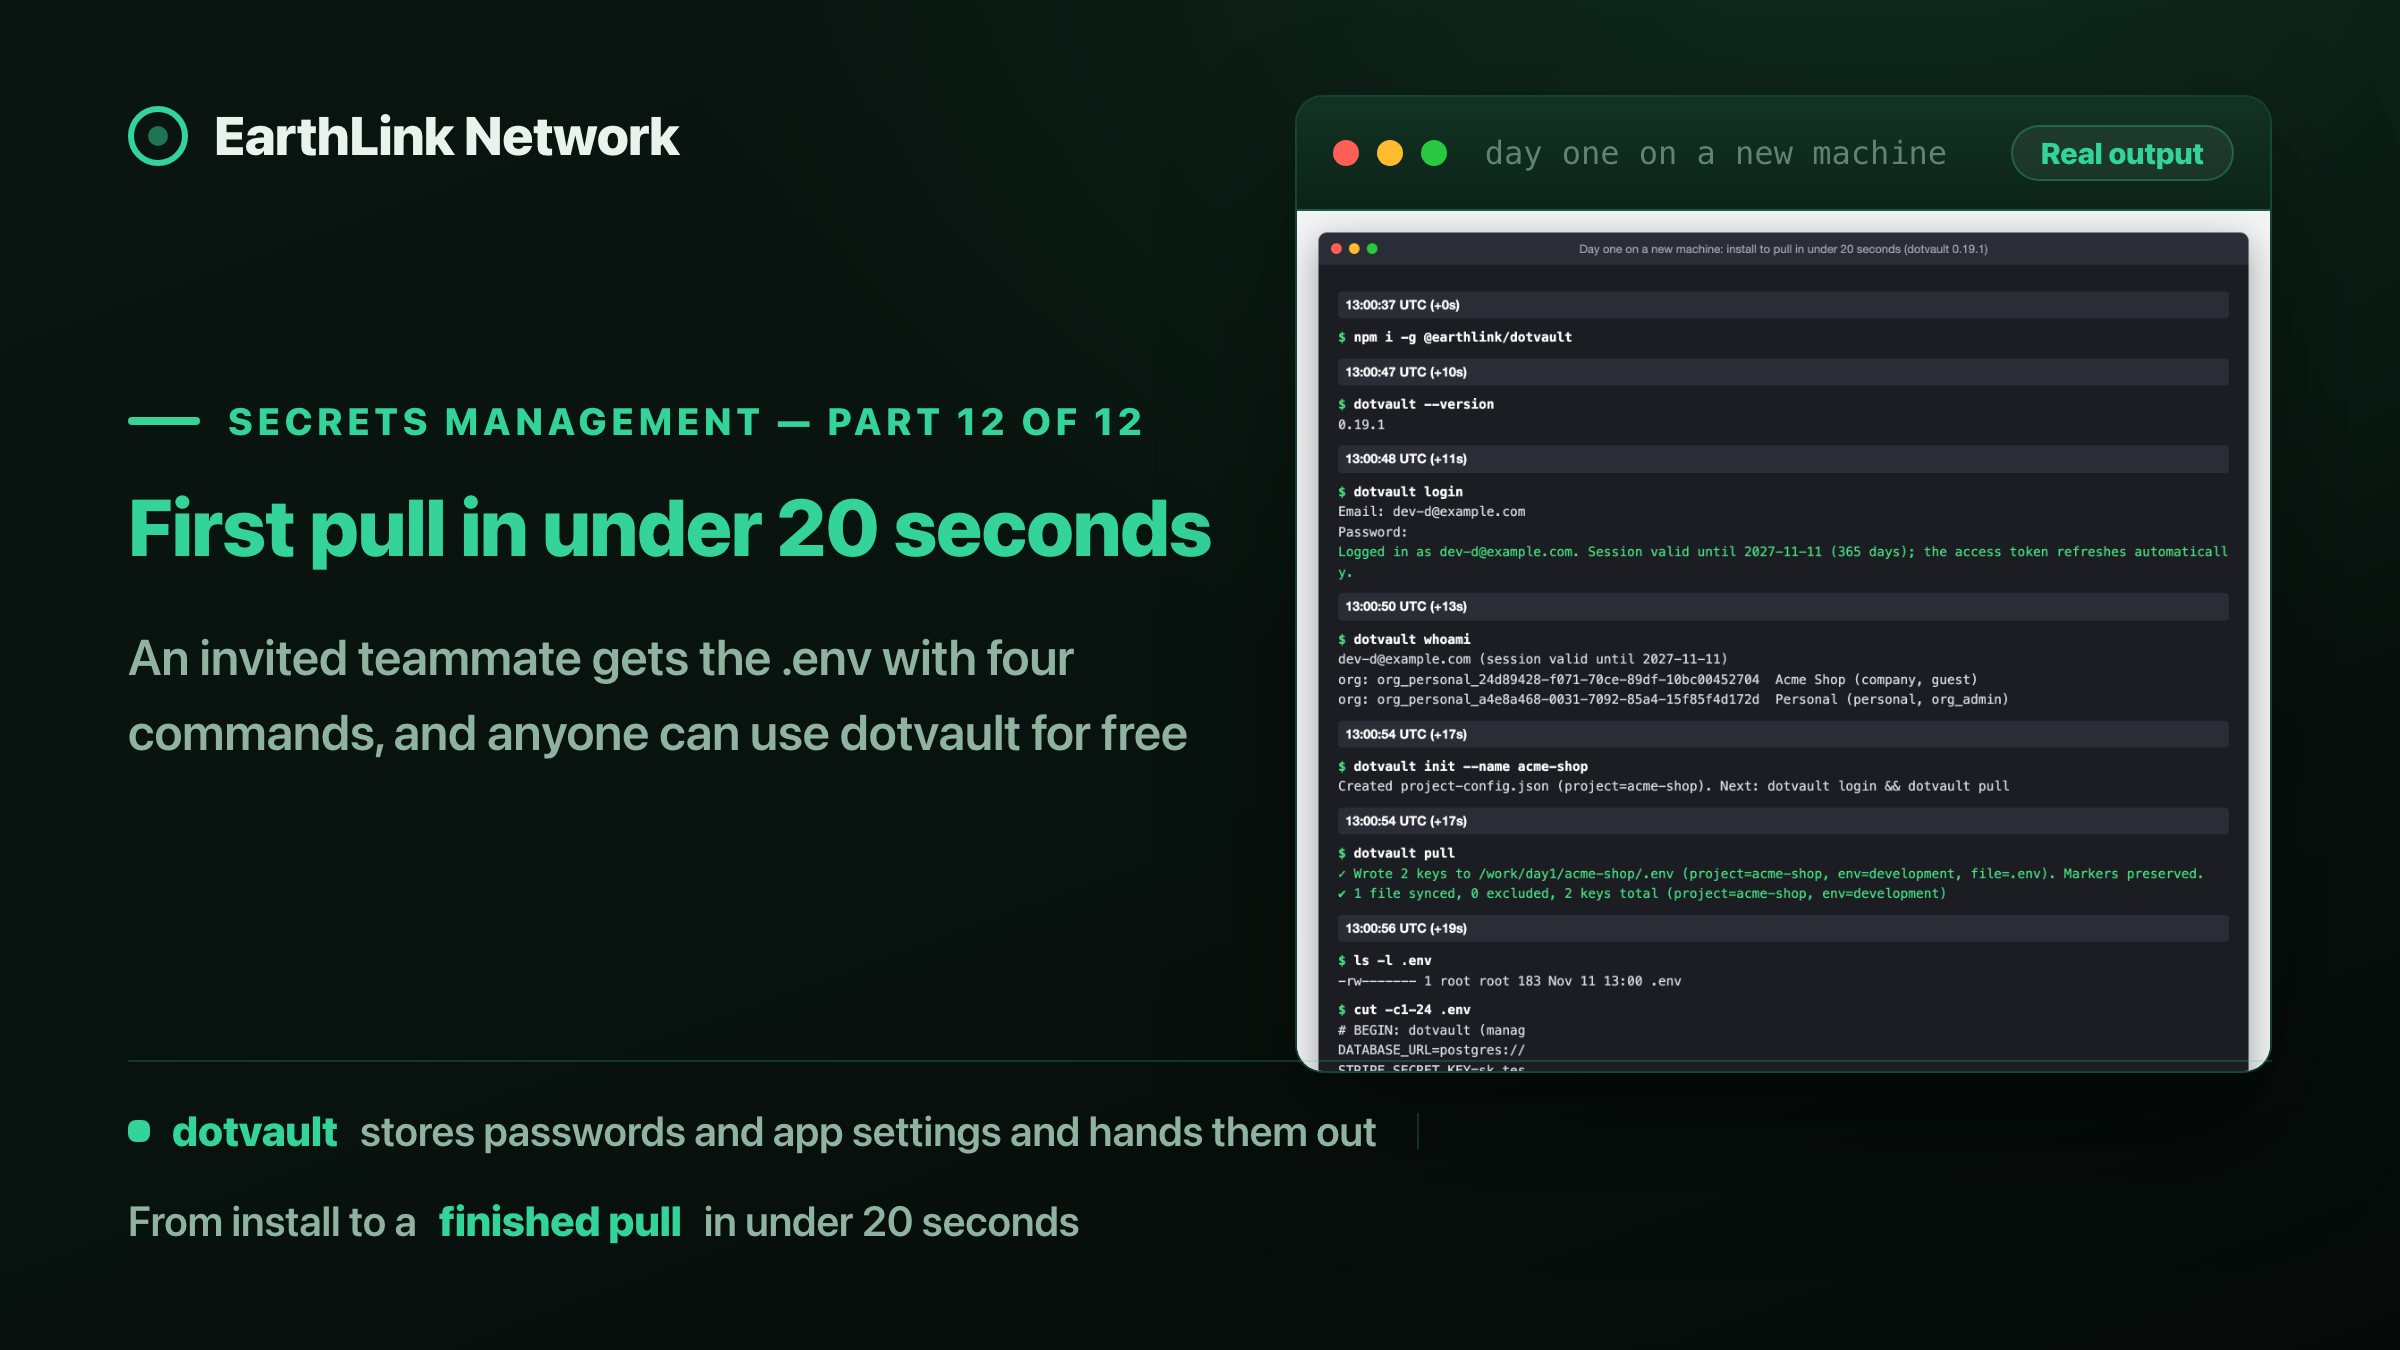 EarthLink Network
SECRETS MANAGEMENT — PART 12 OF 12
First pull in under 20 seconds
An invited teammate gets the .env with four
commands, and anyone can use dotvault for free
day one on a new machine
Real output
Day one on a new machine: install to pull in under 20 seconds (dotvault 0.19.1)
13:00:37 UTC (+0s)
$ npm i -g @earthlink/dotvault
13:00:47 UTC (+10s)
$ dotvault --version
0.19.1
13:00:48 UTC (+11s)
$ dotvault login
Email: dev-d@example.com
Password:
Logged in as dev-d@example.com. Session valid until 2027-11-11 (365 days); the access token refreshes automaticall
y.
13:00:50 UTC (+13s)
$ dotvault whoami
dev-d@example.com (session valid until 2027-11-11)
org: org_personal_24d89428-f071-70ce-89df-10bc00452704  Acme Shop (company, guest)
org: org_personal_a4e8a468-0031-7092-85a4-15f85f4d172d  Personal (personal, org_admin)
13:00:54 UTC (+17s)
$ dotvault init --name acme-shop
Created project-config.json (project=acme-shop). Next: dotvault login && dotvault pull
13:00:54 UTC (+17s)
$ dotvault pull
✓ Wrote 2 keys to /work/day1/acme-shop/.env (project=acme-shop, env=development, file=.env). Markers preserved.
✔ 1 file synced, 0 excluded, 2 keys total (project=acme-shop, env=development)
13:00:56 UTC (+19s)
$ ls -l .env
-rw------- 1 root root 183 Nov 11 13:00 .env
$ cut -c1-24 .env
# BEGIN: dotvault (manag
DATABASE_URL=postgres://
STRIPE_SECRET_KEY=sk_tes
dotvault stores passwords and app settings and hands them out
From install to a finished pull in under 20 seconds